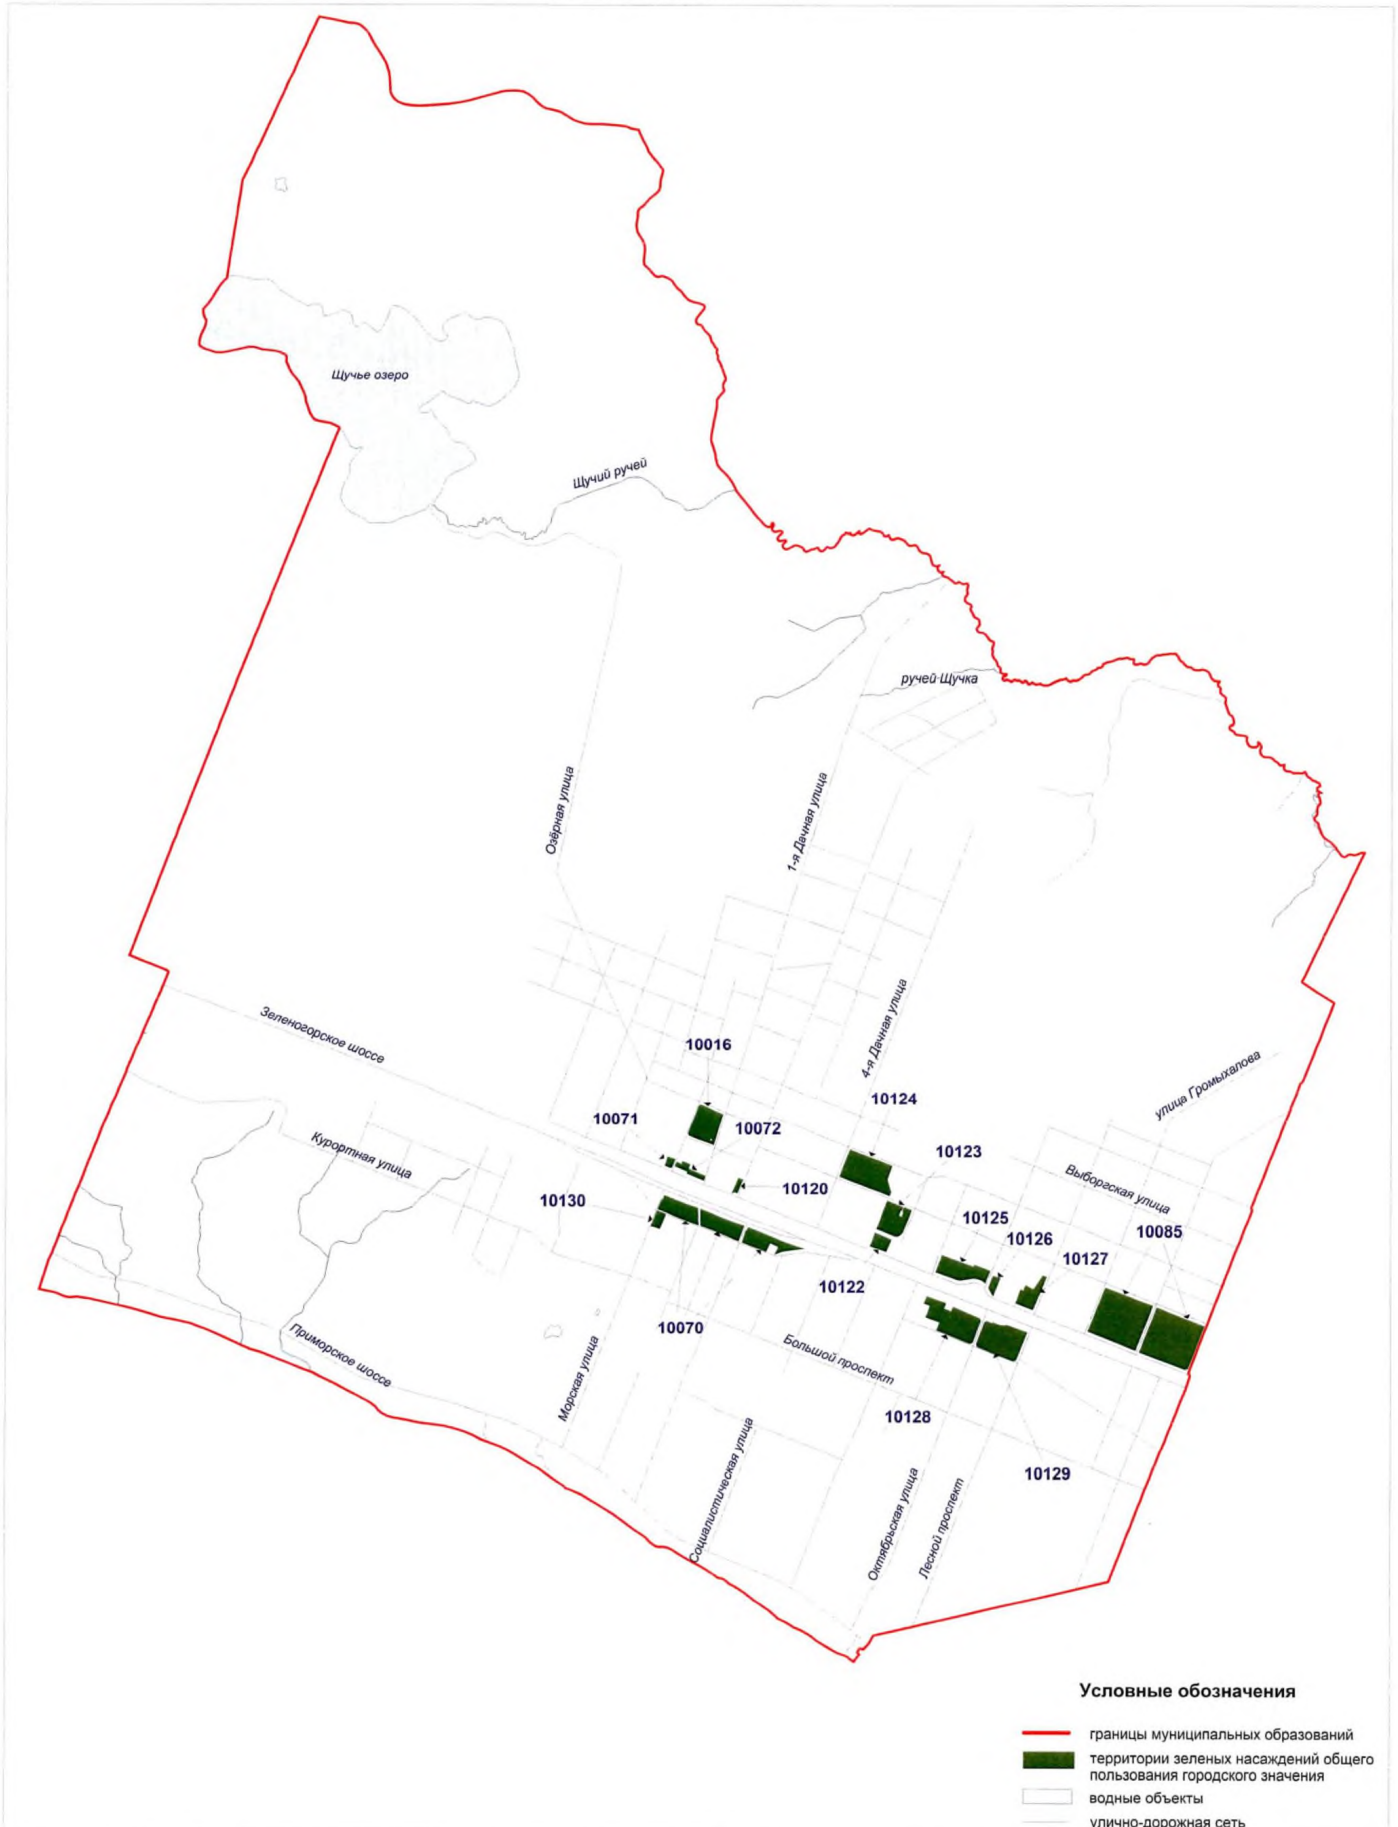 Щучье озеро
Щучий ручей
ручей Щучка
Озёрная улица
1-я Дачная улица
4-я Дачная улица
Зеленогорское шоссе
10016
улица Громыхалова
10124
10071
10072
Курортная улица
10123
Выборгская улица
10120
10130
10125
10085
10126
10127
10122
10070
Большой проспект
Приморское шоссе
Морская улица
10128
10129
Социалистическая улица
Октябрьская улица
Лесной проспект
Условные обозначения
границы муниципальных образований
территории зеленых насаждений общего
пользования городского значения
водные объекты
улично-дорожная сеть